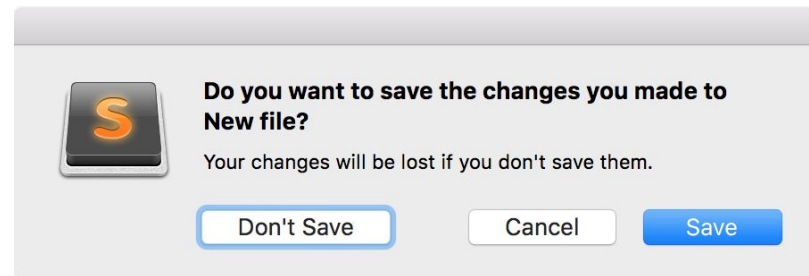 S
Do you want to save the changes you made to
New file?
Your changes will be lost if you don't save them.
Don't Save Cancel Save